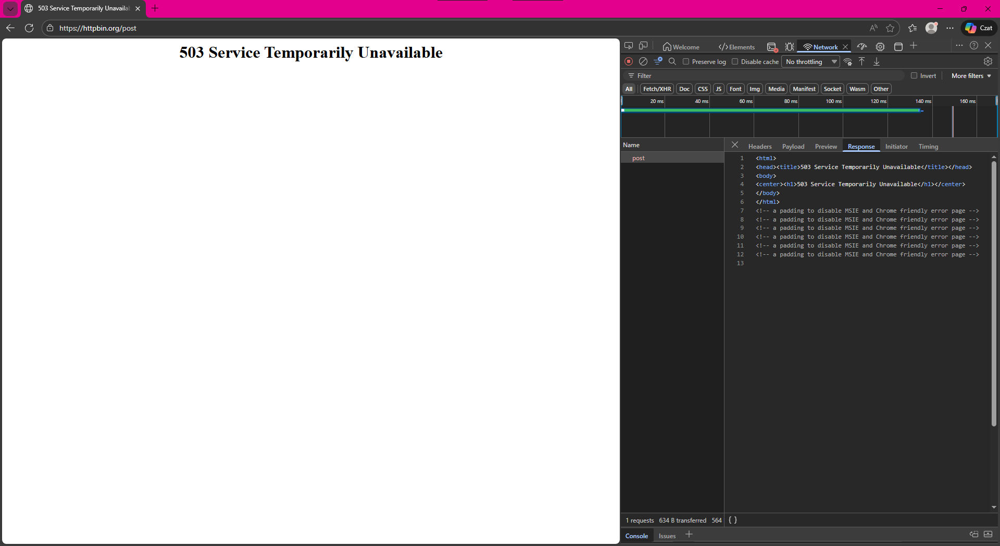 503 Service Temporarily Unavailal
https://httpbin.org/post
Czat
503 Service Temporarily Unavailable
Welcome
Elements
Network
Preserve log
Disable cache
No throttling
Filter
Invert
More filters
All
Fetch/XHR
Doc
CSS
JS
Font
Img
Media
Manifest
Socket
Wasm
Other
20 ms
40 ms
60 ms
80 ms
100 ms
120 ms
140 ms
160 ms
Name
post
Headers
Payload
Preview
Response
Initiator
Timing
1 <html>
2 <head><title>503 Service Temporarily Unavailable</title></head>
3 <body>
4 <center><h1>503 Service Temporarily Unavailable</h1></center>
5 </body>
6 </html>
7 <!-- a padding to disable MSIE and Chrome friendly error page -->
8 <!-- a padding to disable MSIE and Chrome friendly error page -->
9 <!-- a padding to disable MSIE and Chrome friendly error page -->
10 <!-- a padding to disable MSIE and Chrome friendly error page -->
11 <!-- a padding to disable MSIE and Chrome friendly error page -->
12 <!-- a padding to disable MSIE and Chrome friendly error page -->
13
1 requests 634 B transferred 564
{ }
Console
Issues